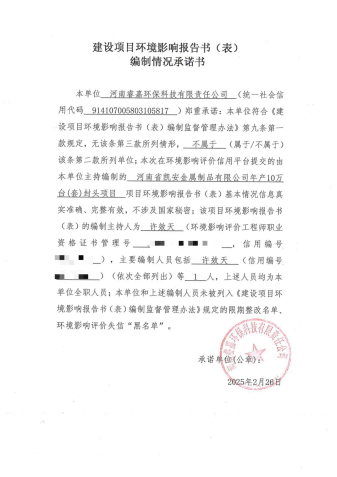 建设项目环境影响报告书（表）
编制情况承诺书
本单位 河南睿嘉环保科技有限责任公司 （统一社会信
用代码 914107005803105817 ）郑重承诺：本单位符合《建
设项目环境影响报告书（表）编制监督管理办法》第九条第一
款规定，无该条第三款所列情形， 不属于 （属于/不属于）
该条第二款所列单位；本次在环境影响评价信用平台提交的由
本单位主持编制的 河南省凯安金属制品有限公司年产10万
台(套)封头项目 项目环境影响报告书（表）基本情况信息真
实准确、完整有效，不涉及国家秘密；该项目环境影响报告书
（表）的编制主持人为 许效天 （环境影响评价工程师职业
资格证书管理号 ，信用编号
），主要编制人员包括 许效天 （信用编号
）（依次全部列出）等 1 人，上述人员均为本
单位全职人员；本单位和上述编制人员未被列入《建设项目环
境影响报告书（表）编制监督管理办法》规定的限期整改名单、
环境影响评价失信“黑名单”。
承诺单位(公章)：
2025年2月26日